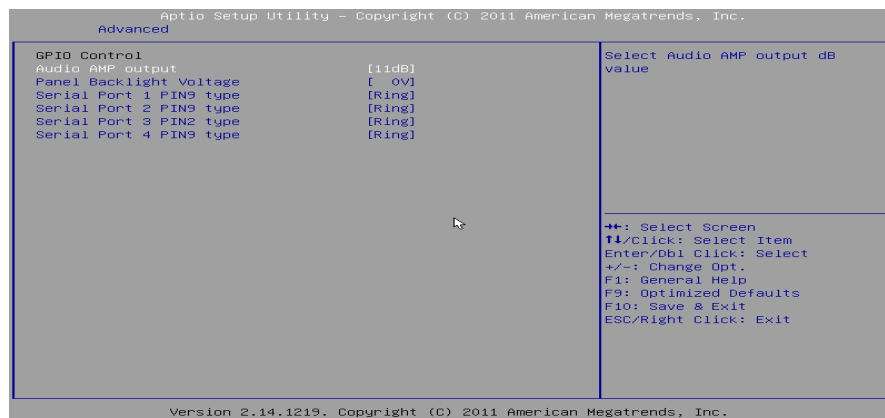 Aptio Setup Utility – Copyright (C) 2011 American Megatrends, Inc.
Advanced
GPIO Control
Audio AMP output [11dB]
Panel Backlight Voltage [ 0V]
Serial Port 1 PIN9 type [Ring]
Serial Port 2 PIN9 type [Ring]
Serial Port 3 PIN2 type [Ring]
Serial Port 4 PIN9 type [Ring]
Select Audio AMP output dB
value
→←: Select Screen
↑↓/Click: Select Item
Enter/Dbl Click: Select
+/-: Change Opt.
F1: General Help
F9: Optimized Defaults
F10: Save & Exit
ESC/Right Click: Exit
Version 2.14.1219. Copyright (C) 2011 American Megatrends, Inc.